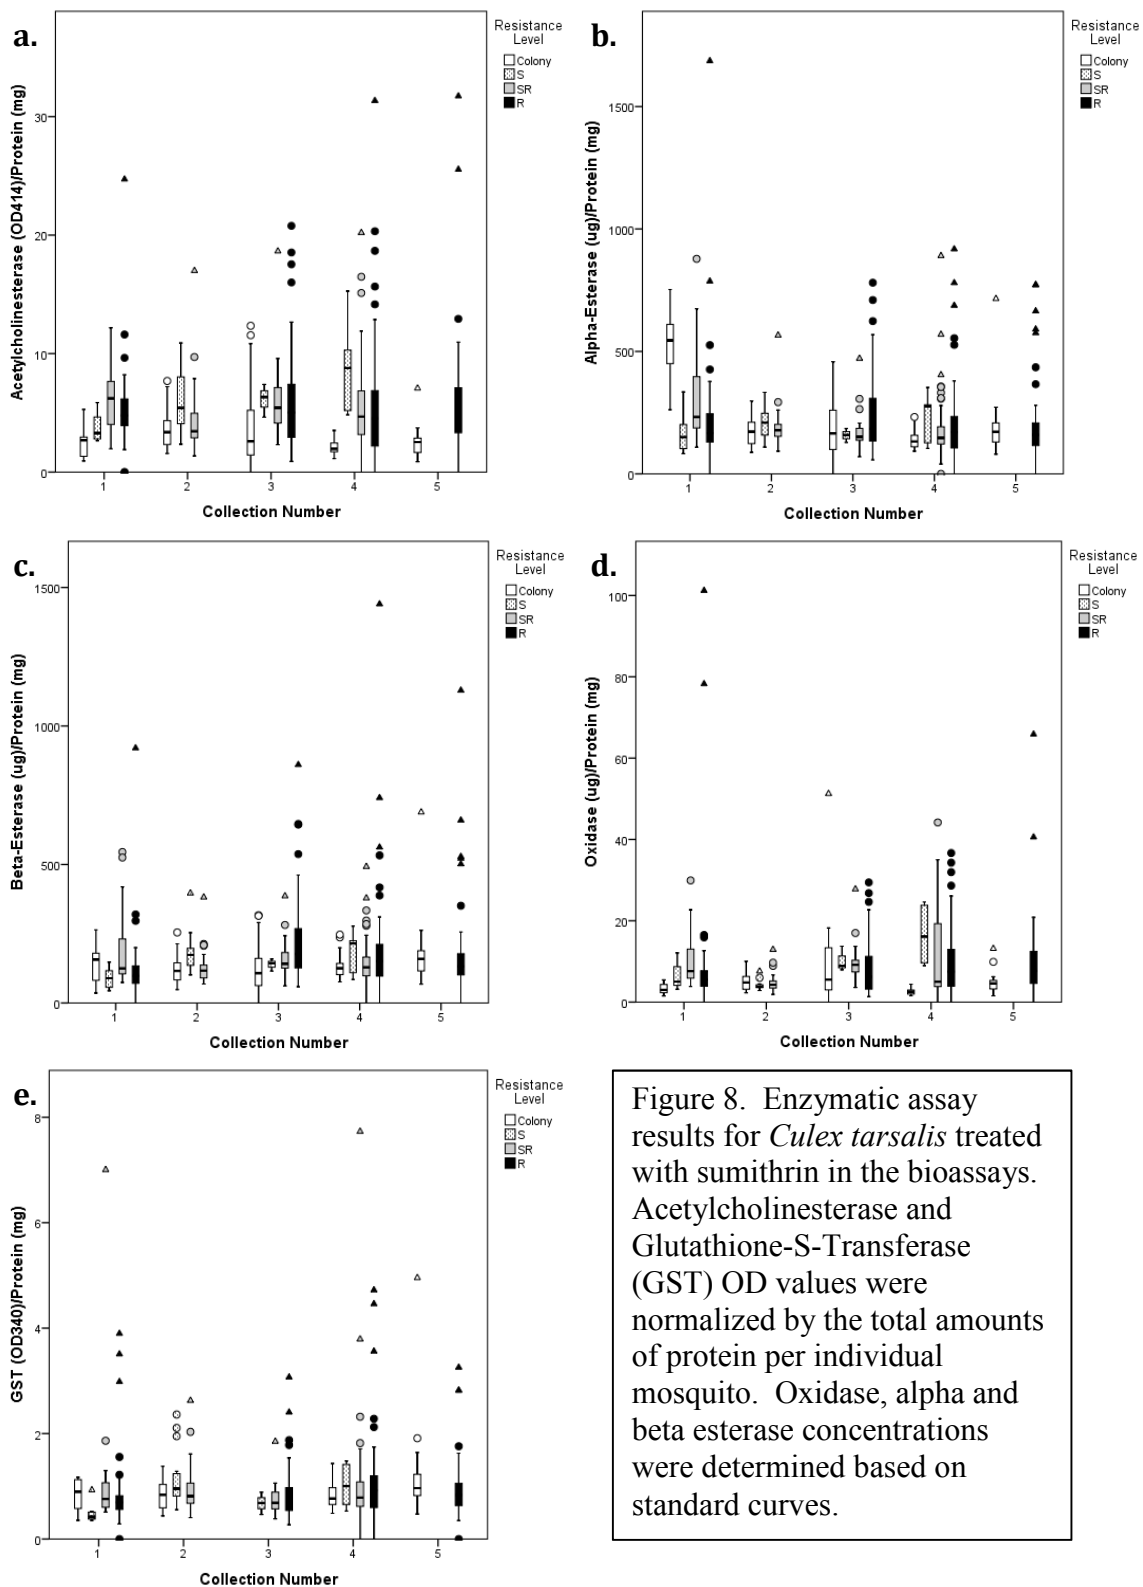 a.
Resistance
Level
Colony
S
SR
R
Acetylcholinesterase (OD414)/Protein (mg)
30
20
10
0
1 2 3 4 5
Collection Number
b.
Resistance
Level
Colony
S
SR
R
Alpha-Esterase (ug)/Protein (mg)
1500
1000
500
0
1 2 3 4 5
Collection Number
c.
Resistance
Level
Colony
S
SR
R
Beta-Esterase (ug)/Protein (mg)
1500
1000
500
0
1 2 3 4 5
Collection Number
d.
Resistance
Level
Colony
S
SR
R
Oxidase (ug)/Protein (mg)
100
80
60
40
20
0
1 2 3 4 5
Collection Number
e.
Resistance
Level
Colony
S
SR
R
GST (OD340)/Protein (mg)
8
6
4
2
0
1 2 3 4 5
Collection Number
Figure 8. Enzymatic assay
results for Culex tarsalis treated
with sumithrin in the bioassays.
Acetylcholinesterase and
Glutathione-S-Transferase
(GST) OD values were
normalized by the total amounts
of protein per individual
mosquito. Oxidase, alpha and
beta esterase concentrations
were determined based on
standard curves.